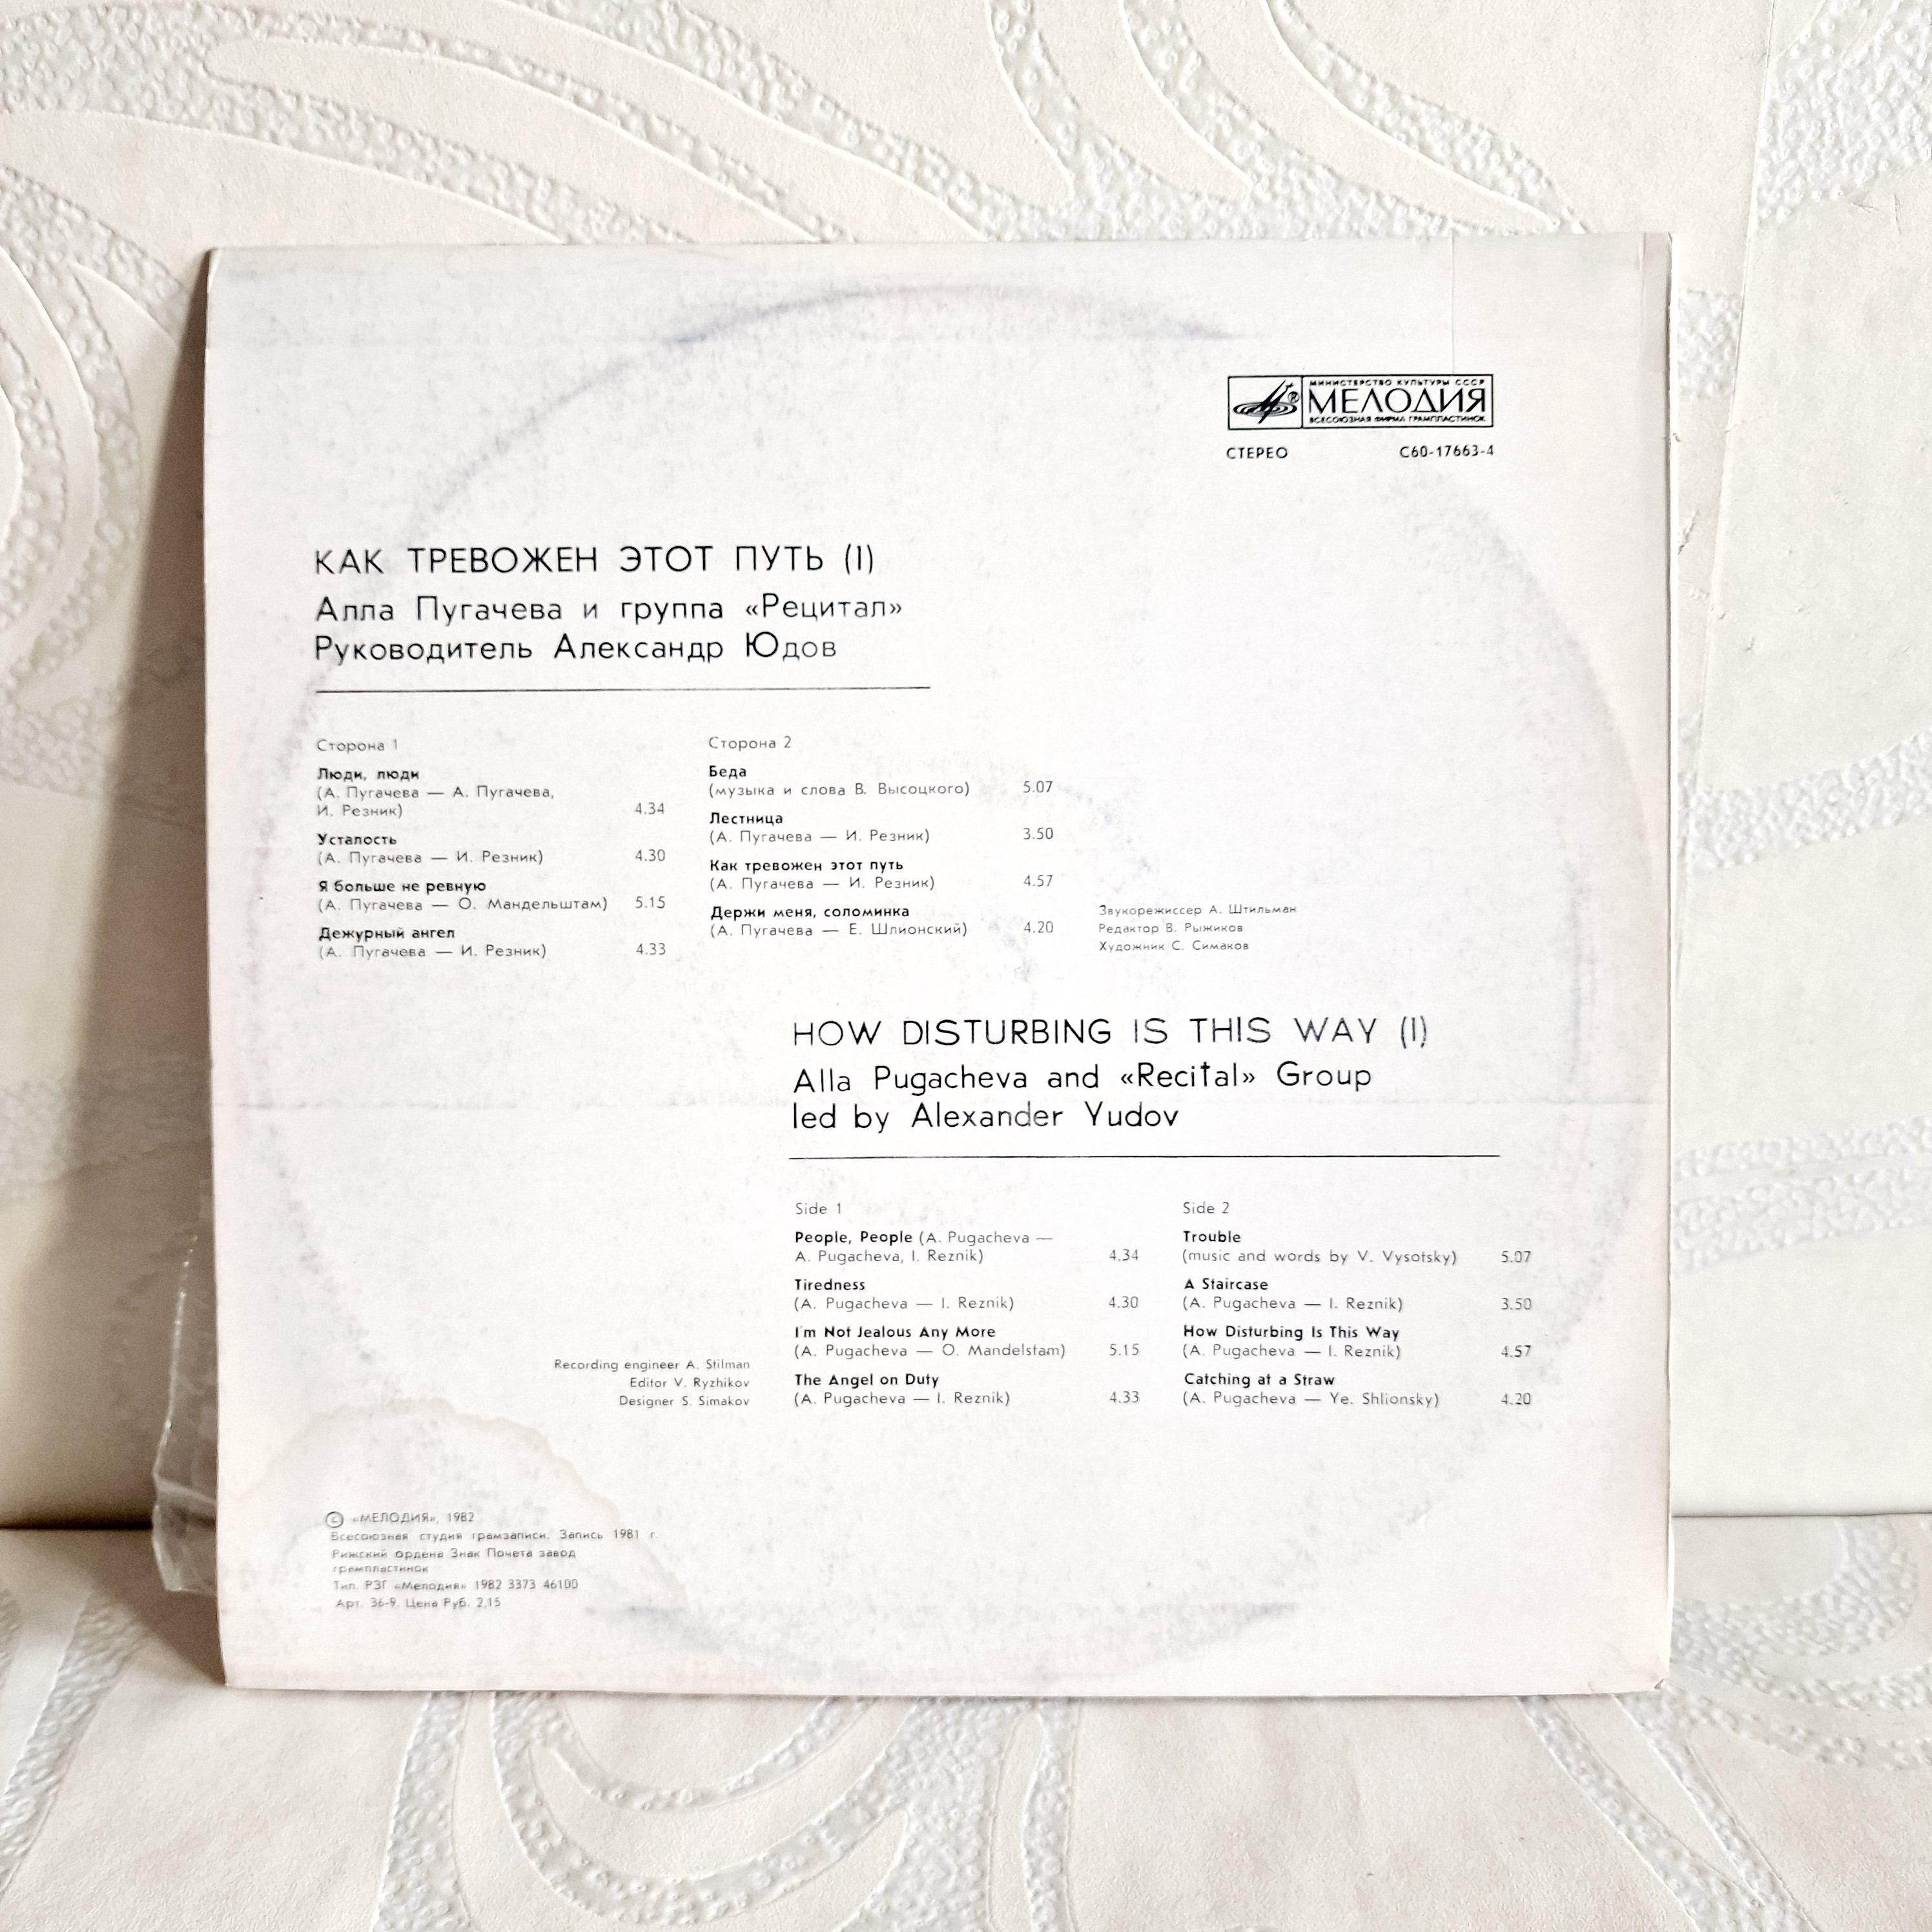 МИНИСТЕРСТВО КУЛЬТУРЫ СССР
МЕЛОДИЯ
ВСЕСОЮЗНАЯ ФИРМА ГРАМПЛАСТИНОК
СТЕРЕО С60-17663-4
КАК ТРЕВОЖЕН ЭТОТ ПУТЬ (I)
Алла Пугачева и группа «Рецитал»
Руководитель Александр Юдов
Сторона 1
Люди, люди
(А. Пугачева — А. Пугачева,
И. Резник) 4.34
Усталость
(А. Пугачева — И. Резник) 4.30
Я больше не ревную
(А. Пугачева — О. Мандельштам) 5.15
Дежурный ангел
(А. Пугачева — И. Резник) 4.33
Сторона 2
Беда
(музыка и слова В. Высоцкого) 5.07
Лестница
(А. Пугачева — И. Резник) 3.50
Как тревожен этот путь
(А. Пугачева — И. Резник) 4.57
Держи меня, соломинка
(А. Пугачева — Е. Шлионский) 4.20
Звукорежиссер А. Штильман
Редактор В. Рыжиков
Художник С. Симаков
HOW DISTURBING IS THIS WAY (I)
Alla Pugacheva and «Recital» Group
led by Alexander Yudov
Side 1
People, People (A. Pugacheva —
A. Pugacheva, I. Reznik) 4.34
Tiredness
(A. Pugacheva — I. Reznik) 4.30
I'm Not Jealous Any More
(A. Pugacheva — O. Mandelstam) 5.15
The Angel on Duty
(A. Pugacheva — I. Reznik) 4.33
Side 2
Trouble
(music and words by V. Vysotsky) 5.07
A Staircase
(A. Pugacheva — I. Reznik) 3.50
How Disturbing Is This Way
(A. Pugacheva — I. Reznik) 4.57
Catching at a Straw
(A. Pugacheva — Ye. Shlionsky) 4.20
Recording engineer A. Stilman
Editor V. Ryzhikov
Designer S. Simakov
© «МЕЛОДИЯ», 1982
Всесоюзная студия грамзаписи. Запись 1981 г.
Рижский ордена Знак Почета завод
грампластинок
Тип. РЗГ «Мелодия» 1982 3373 46100
Арт. 36-9. Цена Руб. 2.15